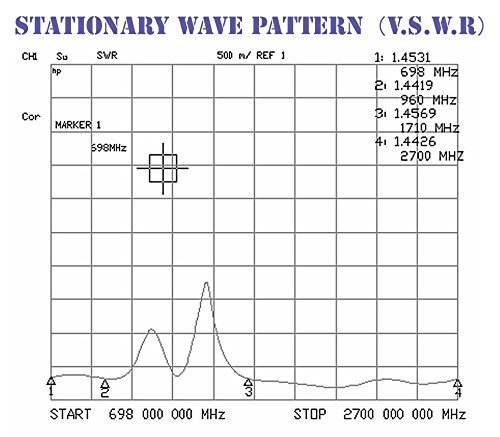 STATIONARY WAVE PATTERN (V.S.W.R)
CH1 Su SWR 500 m/ REF 1
1: 1.4531
698 MHz
hp
2: 1.4419
960 MHz
3: 1.4569
1710 MHz
4: 1.4426
2700 MHZ
Cor
MARKER 1
698MHz
1 2 3 4
START 698 000 000 MHz STOP 2700 000 000 MHz